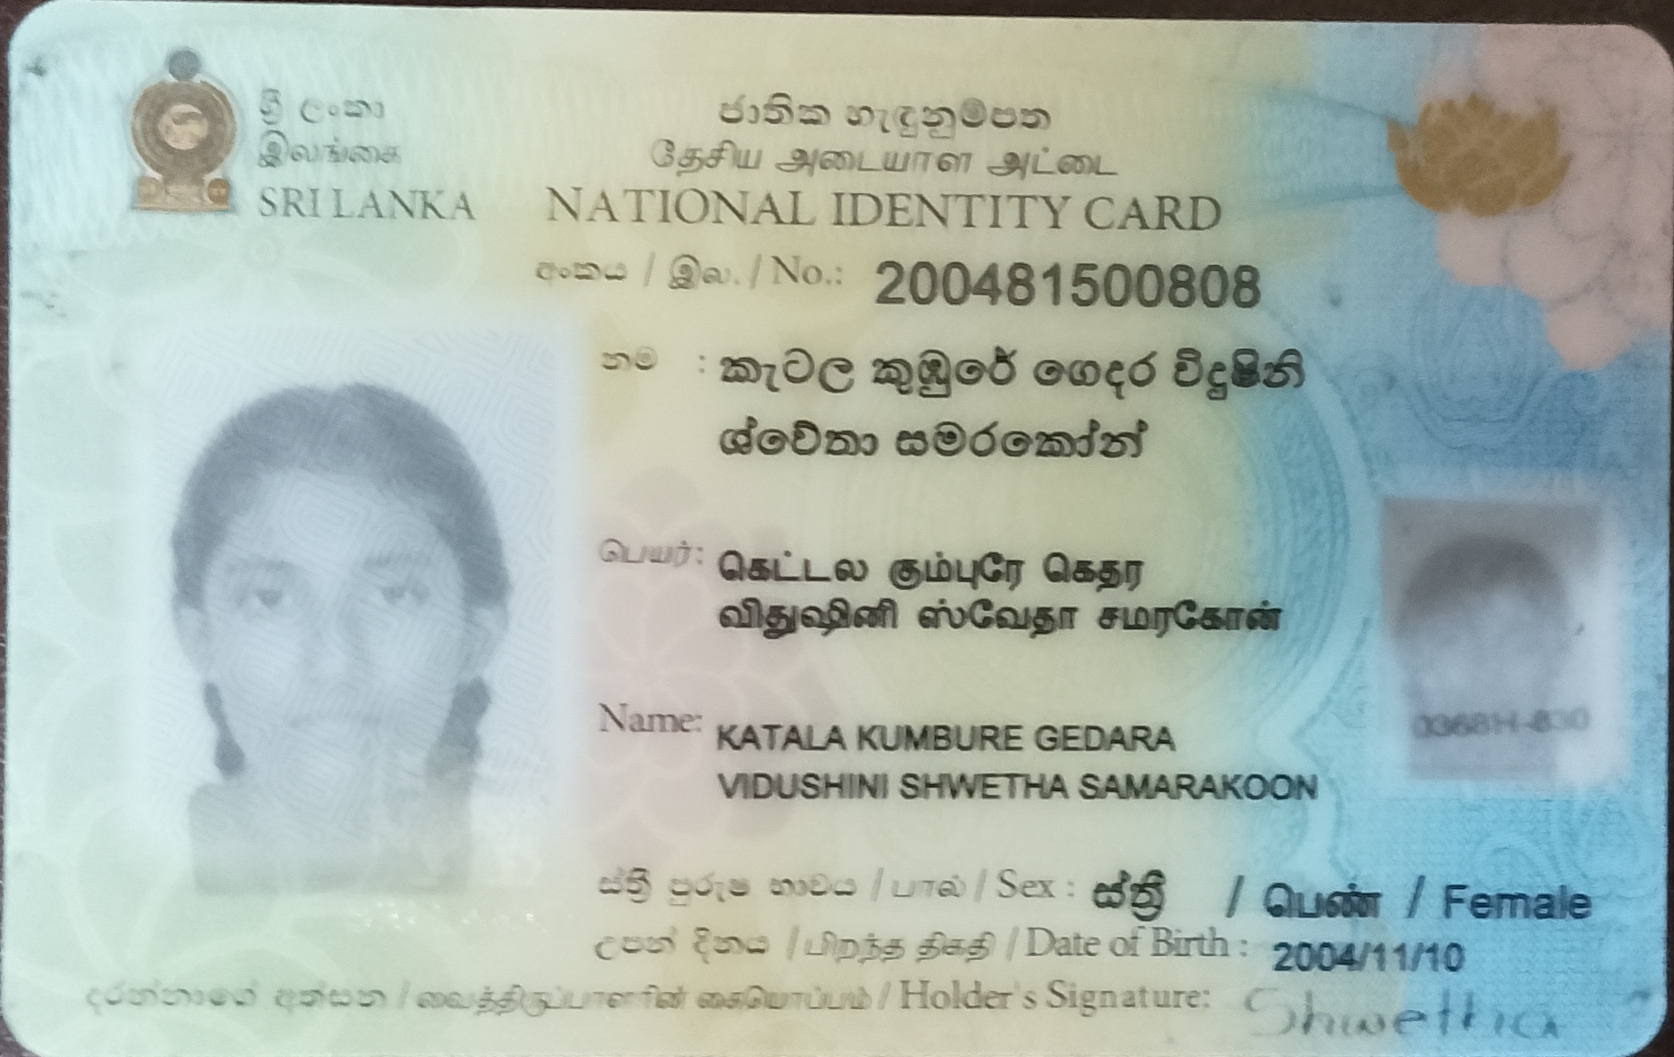 ශ්‍රී ලංකා
இலங்கை
SRI LANKA
ජාතික හැඳුනුම්පත
தேசிய அடையாள அட்டை
NATIONAL IDENTITY CARD
අංකය / இல. / No.: 200481500808
නම : කැටල කුඹුරේ ගෙදර විදුෂිනි
ශ්වේතා සමරකෝන්
பெயர்: கெட்டல கும்புரே கெதர
விதுஷினி ஸ்வேதா சமரகோன்
0368H-830
Name: KATALA KUMBURE GEDARA
VIDUSHINI SHWETHA SAMARAKOON
ස්ත්‍රී පුරුෂ භාවය / பால் / Sex : ස්ත්‍රී / பெண் / Female
උපන් දිනය / பிறந்த திகதி / Date of Birth : 2004/11/10
දරන්නාගේ අත්සන / வைத்திருப்பாளரின் கையொப்பம் / Holder's Signature: Shwetha